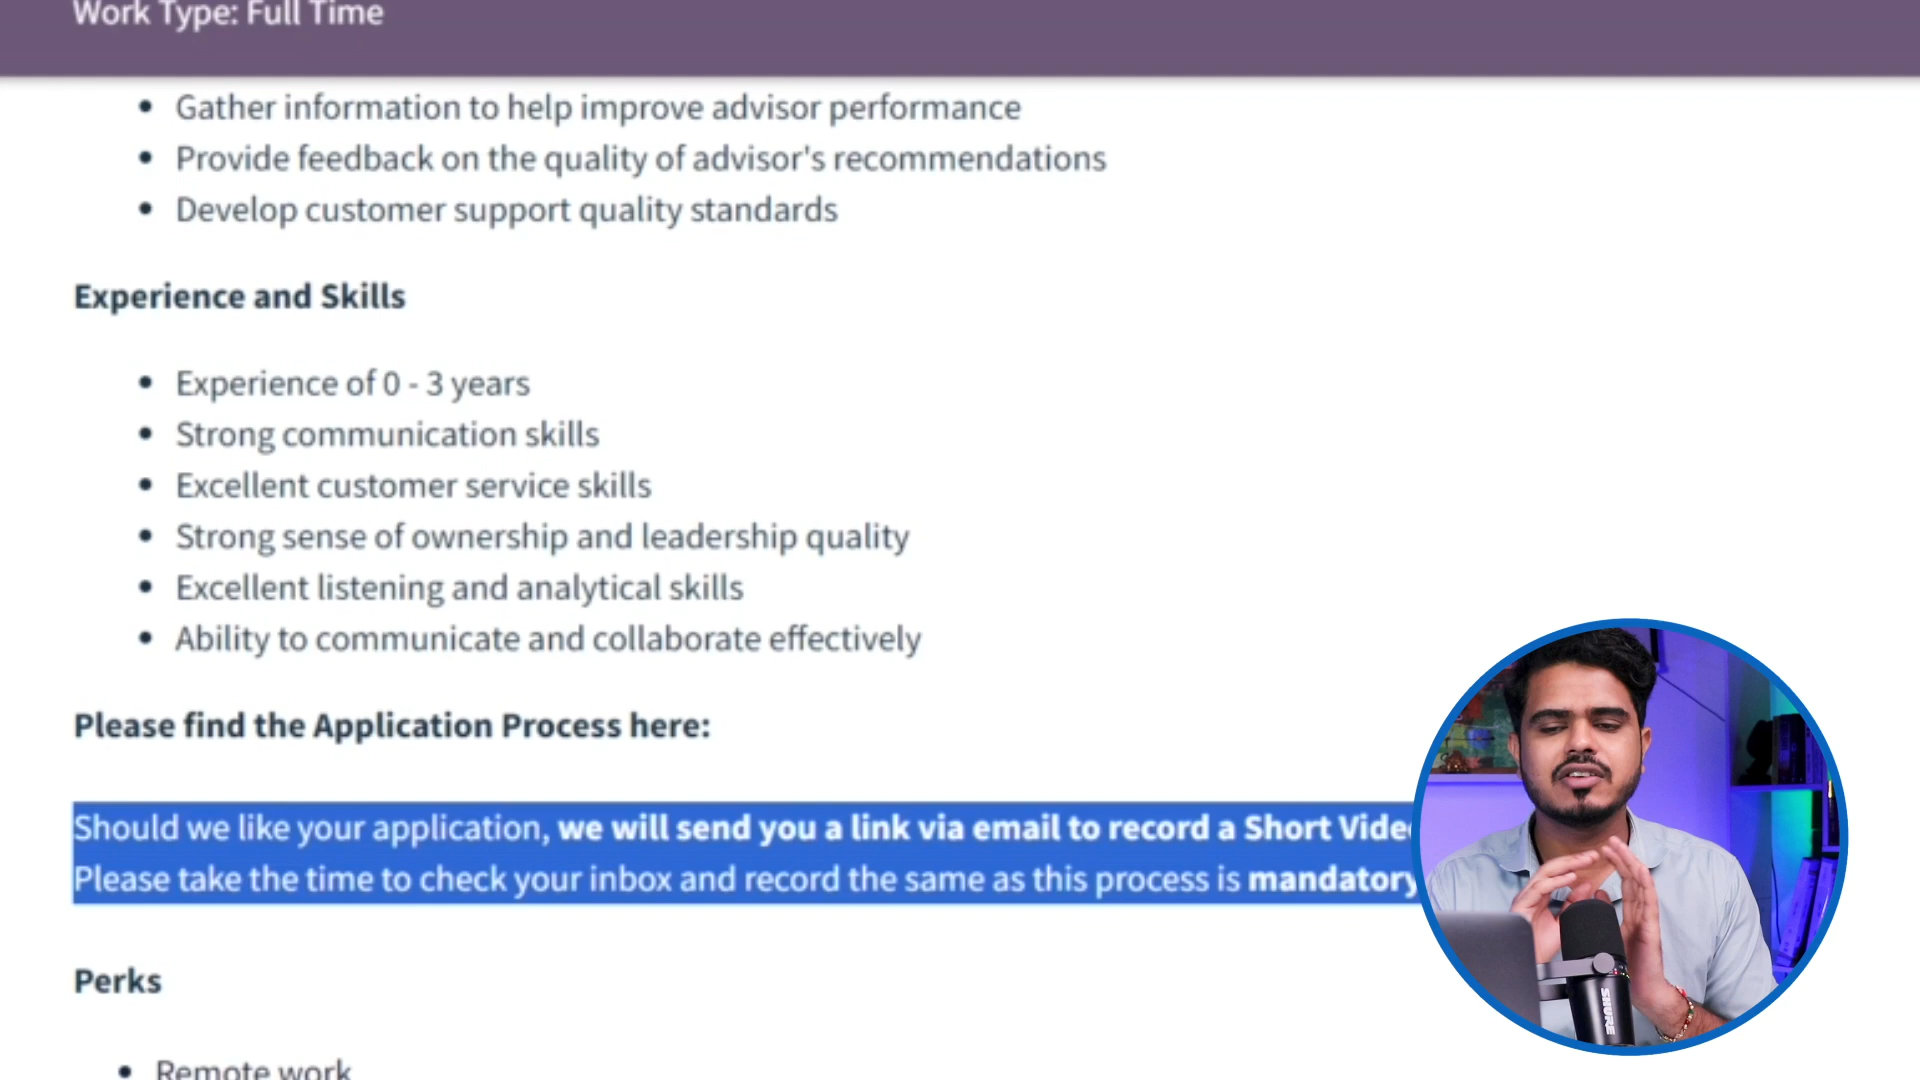 Work Type: Full Time
Gather information to help improve advisor performance
Provide feedback on the quality of advisor's recommendations
Develop customer support quality standards
Experience and Skills
Experience of 0 - 3 years
Strong communication skills
Excellent customer service skills
Strong sense of ownership and leadership quality
Excellent listening and analytical skills
Ability to communicate and collaborate effectively
Please find the Application Process here:
Should we like your application, we will send you a link via email to record a Short
Please take the time to check your inbox and record the same as this process is mandatory
Perks
Remote work
SHURE